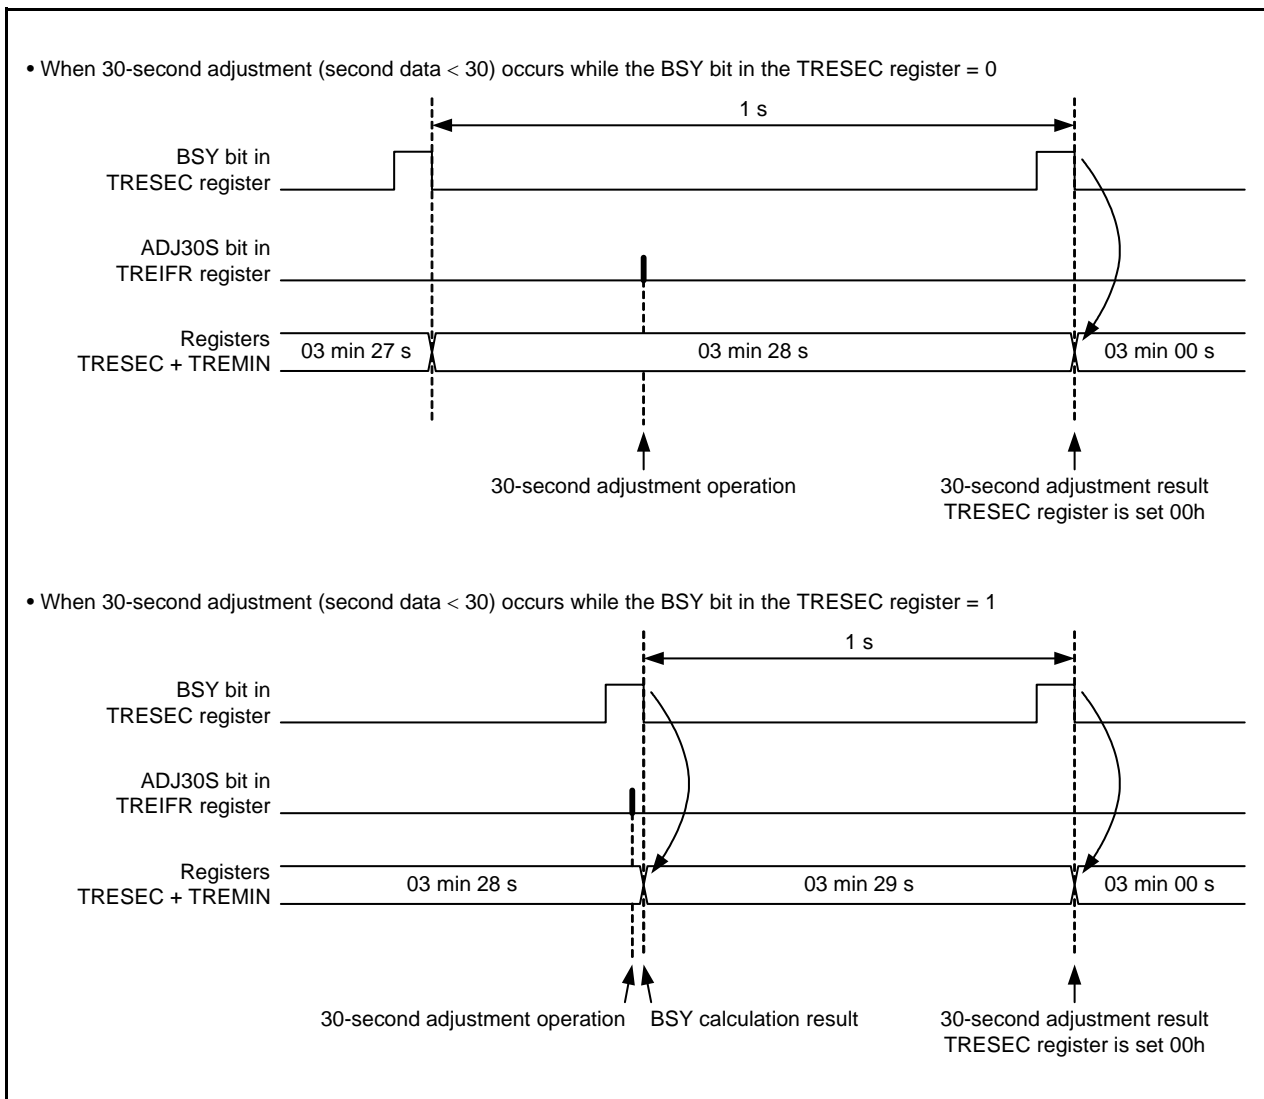 • When 30-second adjustment (second data < 30) occurs while the BSY bit in the TRESEC register = 0
1 s
BSY bit in
TRESEC register
ADJ30S bit in
TREIFR register
Registers
TRESEC + TREMIN
03 min 27 s
03 min 28 s
03 min 00 s
30-second adjustment operation
30-second adjustment result
TRESEC register is set 00h
• When 30-second adjustment (second data < 30) occurs while the BSY bit in the TRESEC register = 1
1 s
BSY bit in
TRESEC register
ADJ30S bit in
TREIFR register
Registers
TRESEC + TREMIN
03 min 28 s
03 min 29 s
03 min 00 s
30-second adjustment operation
BSY calculation result
30-second adjustment result
TRESEC register is set 00h